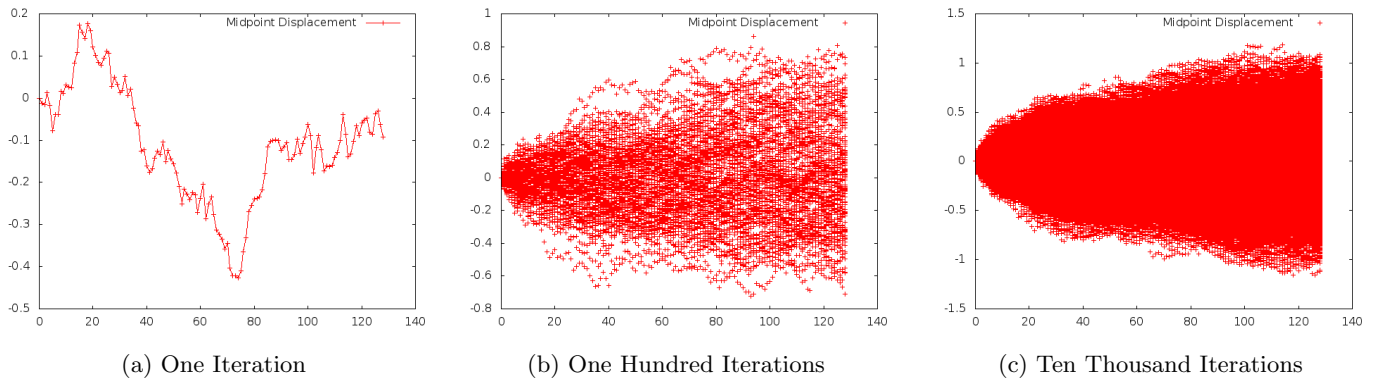 Midpoint Displacement
0.2
0.1
0
-0.1
-0.2
-0.3
-0.4
-0.5
0 20 40 60 80 100 120 140
(a) One Iteration
Midpoint Displacement
1
0.8
0.6
0.4
0.2
0
-0.2
-0.4
-0.6
-0.8
0 20 40 60 80 100 120 140
(b) One Hundred Iterations
Midpoint Displacement
1.5
1
0.5
0
-0.5
-1
-1.5
0 20 40 60 80 100 120 140
(c) Ten Thousand Iterations